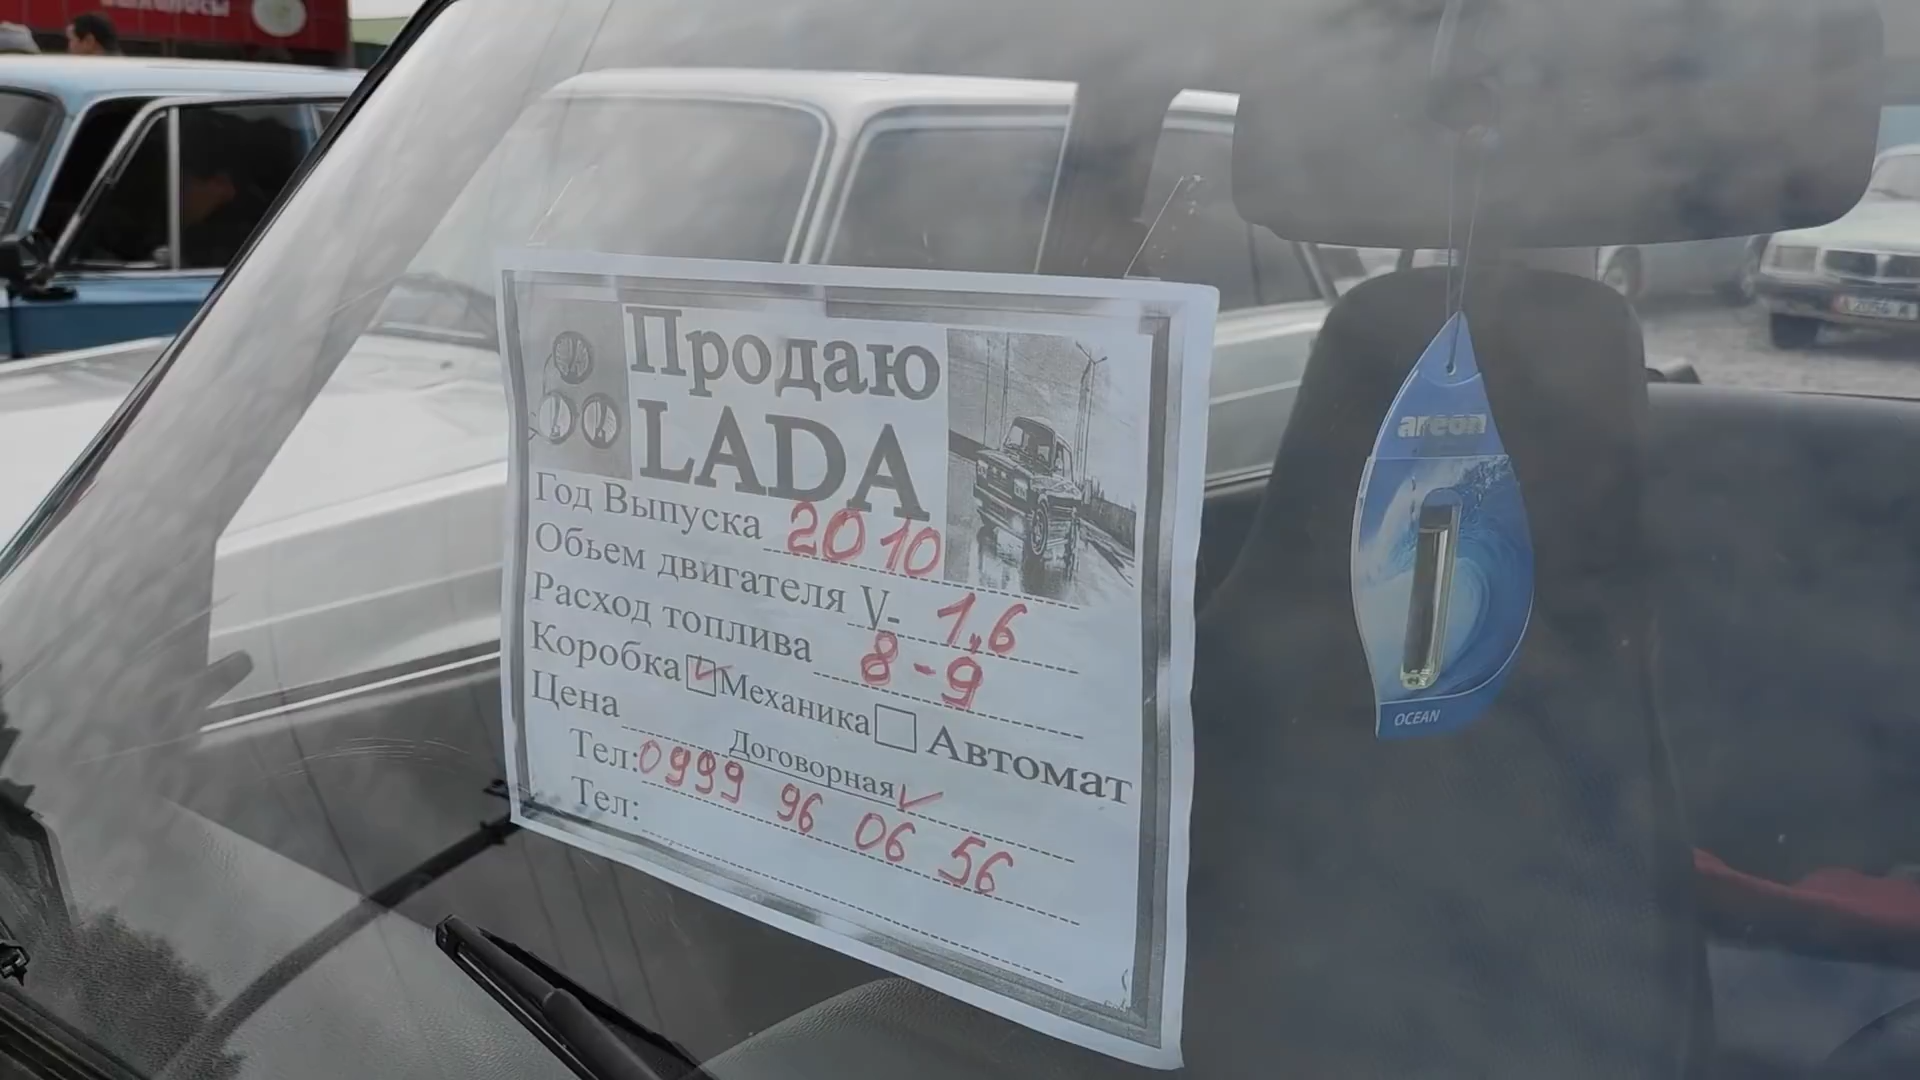 Продаю
LADA
Год Выпуска 2010
Обьем двигателя V- 1,6
Расход топлива 8-9
Коробка Механика Автомат
Цена Договорная
Тел: 0999 96 06 56
Тел:
areon
OCEAN